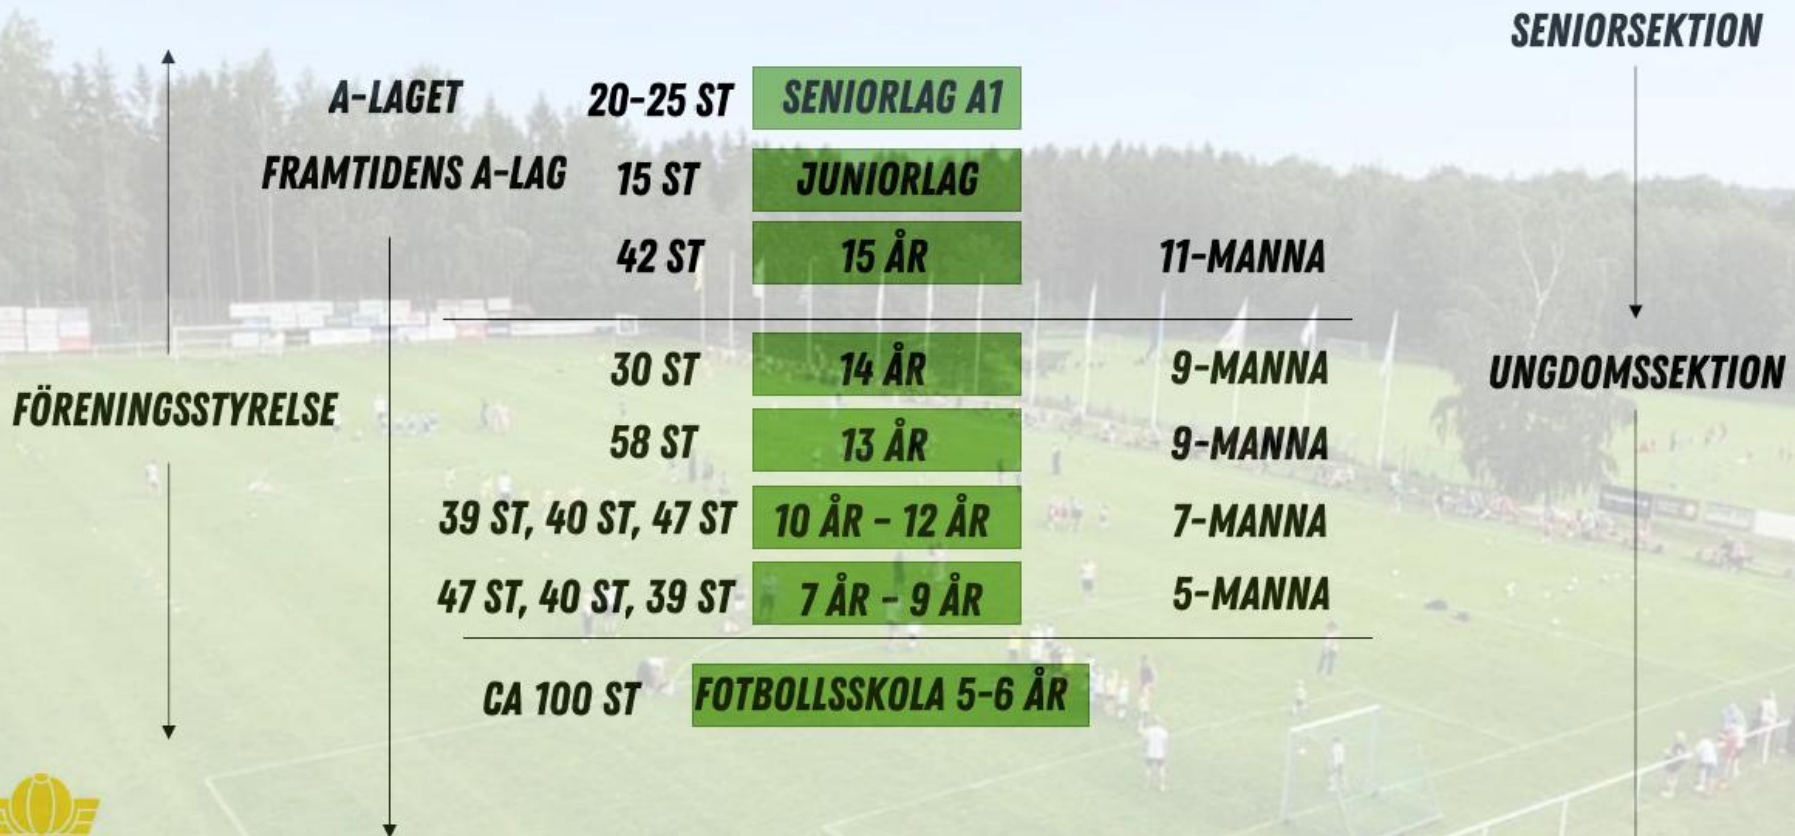 SENIORSEKTION
A-LAGET 20-25 ST SENIORLAG A1
FRAMTIDENS A-LAG 15 ST JUNIORLAG
42 ST 15 ÅR 11-MANNA
30 ST 14 ÅR 9-MANNA UNGDOMSSEKTION
FÖRENINGSSTYRELSE
58 ST 13 ÅR 9-MANNA
39 ST, 40 ST, 47 ST 10 ÅR - 12 ÅR 7-MANNA
47 ST, 40 ST, 39 ST 7 ÅR - 9 ÅR 5-MANNA
CA 100 ST FOTBOLLSSKOLA 5-6 ÅR